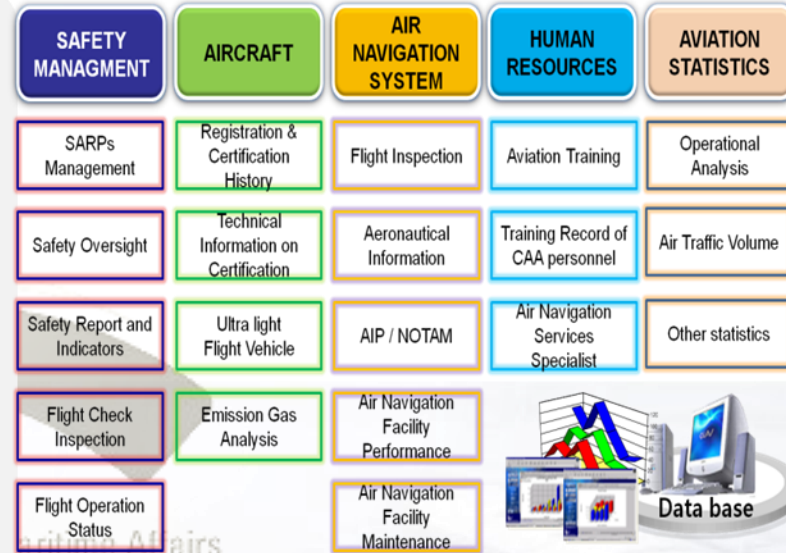 SAFETY
MANAGMENT
AIRCRAFT
AIR
NAVIGATION
SYSTEM
HUMAN
RESOURCES
AVIATION
STATISTICS
SARPs
Management
Registration &
Certification
History
Flight Inspection
Aviation Training
Operational
Analysis
Safety Oversight
Technical
Information on
Certification
Aeronautical
Information
Training Record of
CAA personnel
Air Traffic Volume
Safety Report and
Indicators
Ultra light
Flight Vehicle
AIP / NOTAM
Air Navigation
Services
Specialist
Other statistics
Flight Check
Inspection
Emission Gas
Analysis
Air Navigation
Facility
Performance
Data base
Flight Operation
Status
Air Navigation
Facility
Maintenance
aritime Affairs